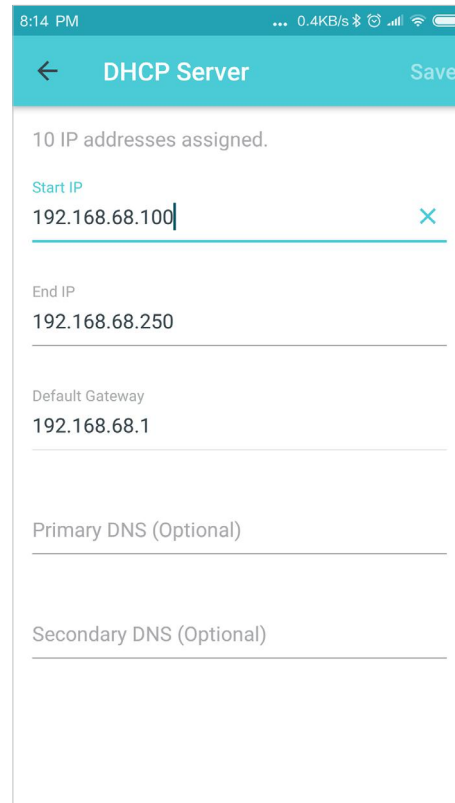 8:14 PM ... 0.4KB/s
DHCP Server Save
10 IP addresses assigned.
Start IP
192.168.68.100
End IP
192.168.68.250
Default Gateway
192.168.68.1
Primary DNS (Optional)
Secondary DNS (Optional)